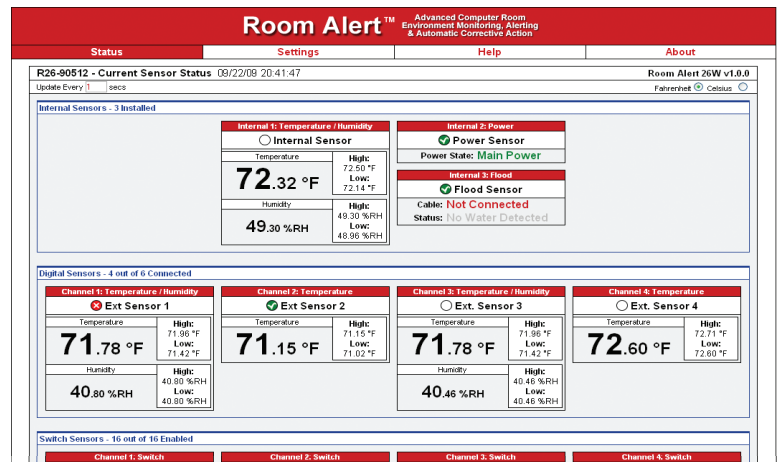 Room Alert™
Advanced Computer Room
Environment Monitoring, Alerting
& Automatic Corrective Action
Status Settings Help About
R26-90512 - Current Sensor Status 09/22/09 20:41:47 Room Alert 26W v1.0.0
Update Every 1 secs Fahrenheit Celsius
Internal Sensors - 3 Installed
Internal 1: Temperature / Humidity
Internal Sensor
Temperature
72.32 °F
High:
72.50 °F
Low:
72.14 °F
Humidity
49.30 %RH
High:
49.30 %RH
Low:
48.96 %RH
Internal 2: Power
Power Sensor
Power State: Main Power
Internal 3: Flood
Flood Sensor
Cable: Not Connected
Status: No Water Detected
Digital Sensors - 4 out of 6 Connected
Channel 1: Temperature / Humidity
Ext Sensor 1
Temperature
71.78 °F
High:
71.96 °F
Low:
71.42 °F
Humidity
40.80 %RH
High:
40.80 %RH
Low:
40.80 %RH
Channel 2: Temperature
Ext Sensor 2
Temperature
71.15 °F
High:
71.15 °F
Low:
71.02 °F
Channel 3: Temperature / Humidity
Ext. Sensor 3
Temperature
71.78 °F
High:
71.96 °F
Low:
71.42 °F
Humidity
40.46 %RH
High:
40.46 %RH
Low:
40.46 %RH
Channel 4: Temperature
Ext. Sensor 4
Temperature
72.60 °F
High:
72.71 °F
Low:
72.60 °F
Switch Sensors - 16 out of 16 Enabled
Channel 1: Switch Channel 2: Switch Channel 3: Switch Channel 4: Switch